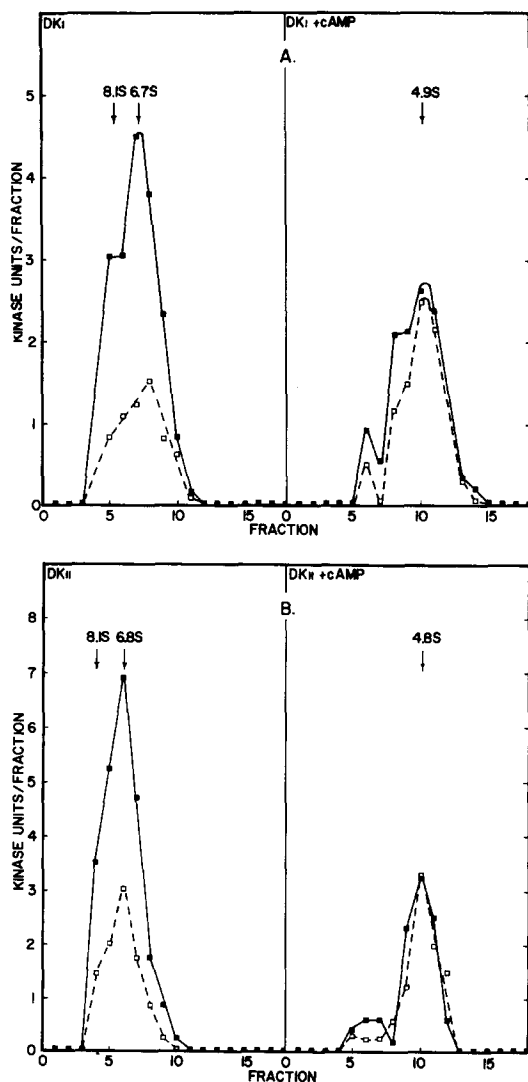 DKI
DKI +cAMP
A.
8.1S 6.7S
4.9S
KINASE UNITS/FRACTION
5
4
3
2
1
0
0 5 10 15 0 5 10 15
FRACTION
DKII
DKII +cAMP
B.
8.1S 6.8S
4.8S
KINASE UNITS/FRACTION
8
7
6
5
4
3
2
1
0
0 5 10 15 0 5 10 15
FRACTION